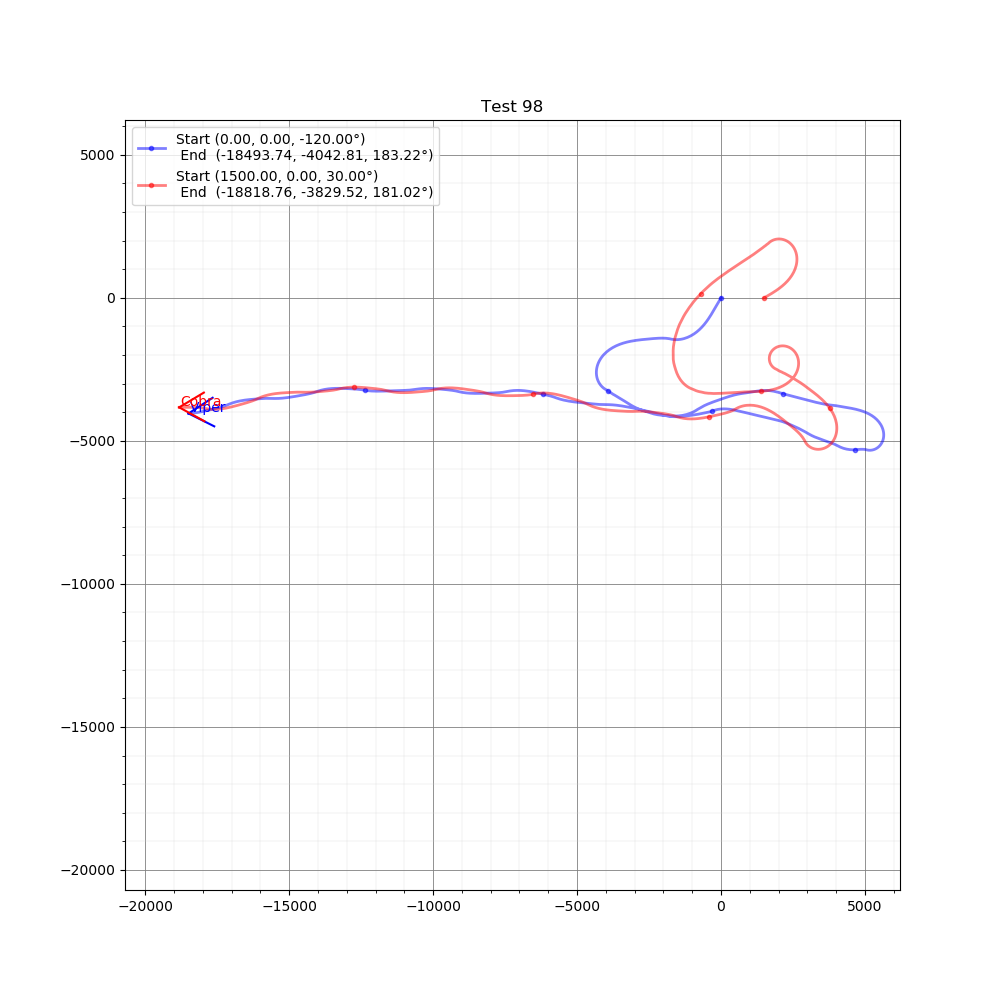 Test 98
Start (0.00, 0.00, -120.00°)
End (-18493.74, -4042.81, 183.22°)
Start (1500.00, 0.00, 30.00°)
End (-18818.76, -3829.52, 181.02°)
5000
0
−5000
−10000
−15000
−20000
Cobra
Viper
−20000 −15000 −10000 −5000 0 5000